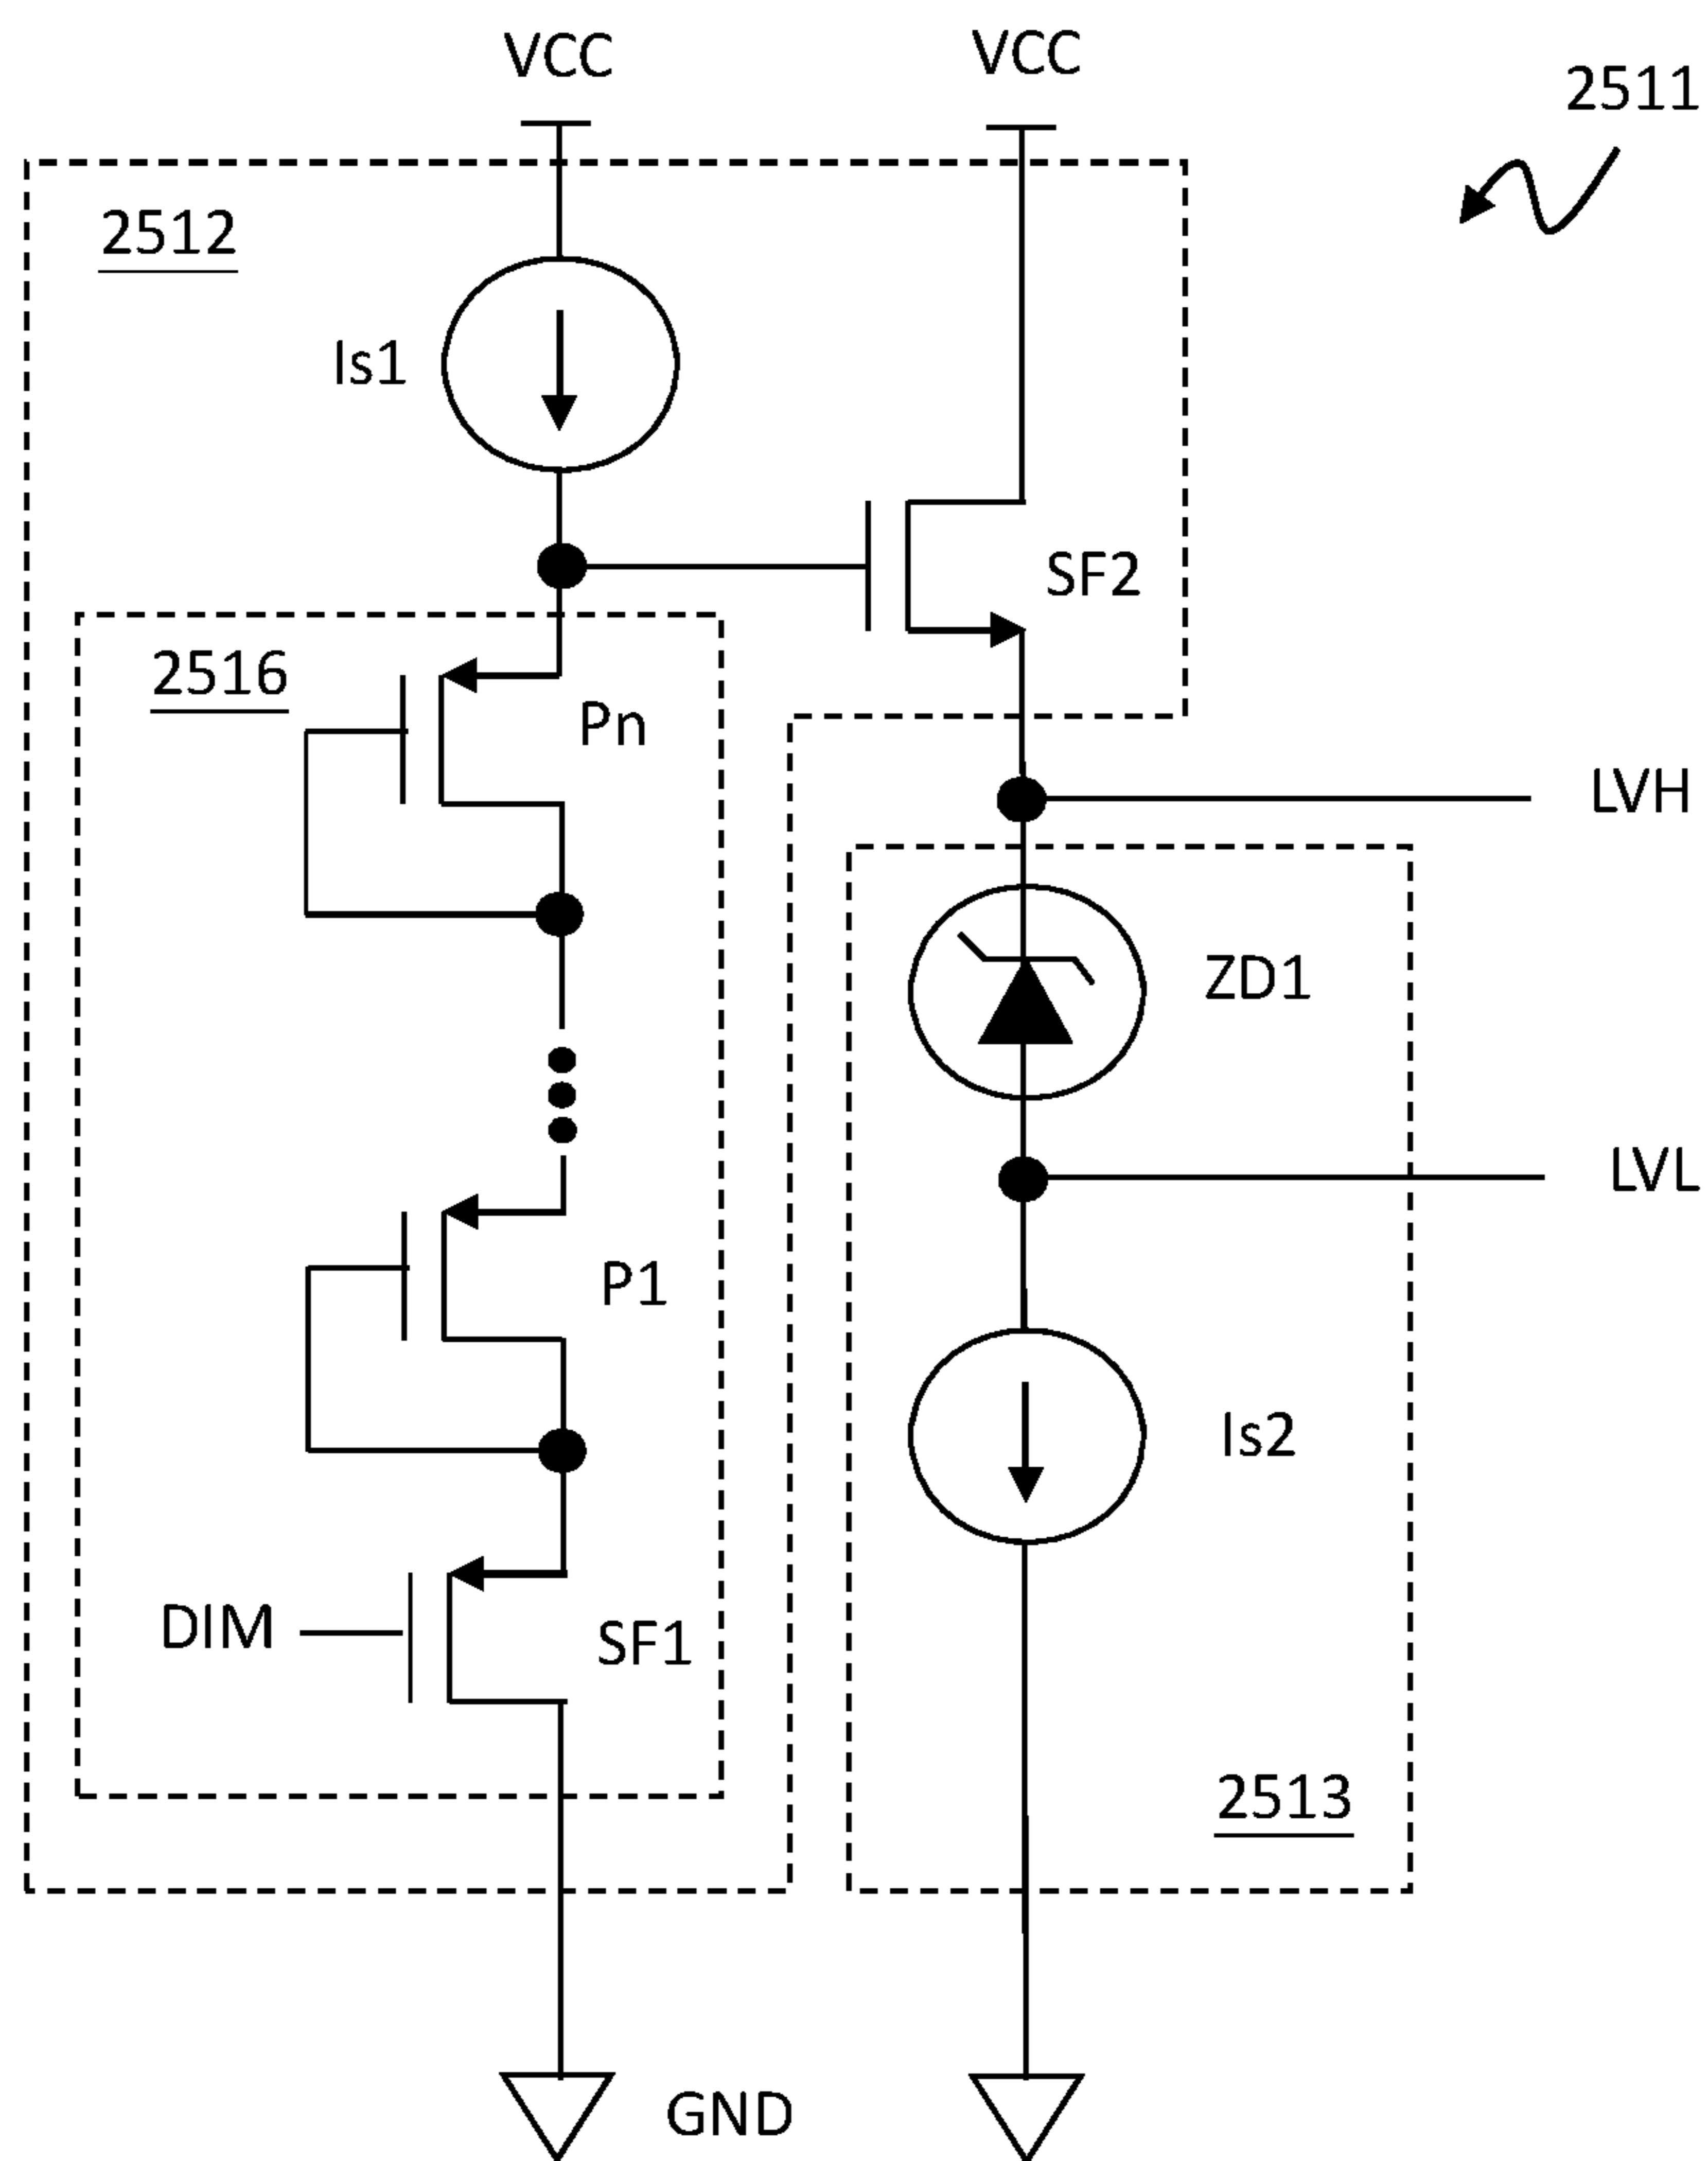 VCC
VCC
2511
2512
Is1
SF2
2516
Pn
LVH
ZD1
LVL
P1
Is2
DIM
SF1
2513
GND